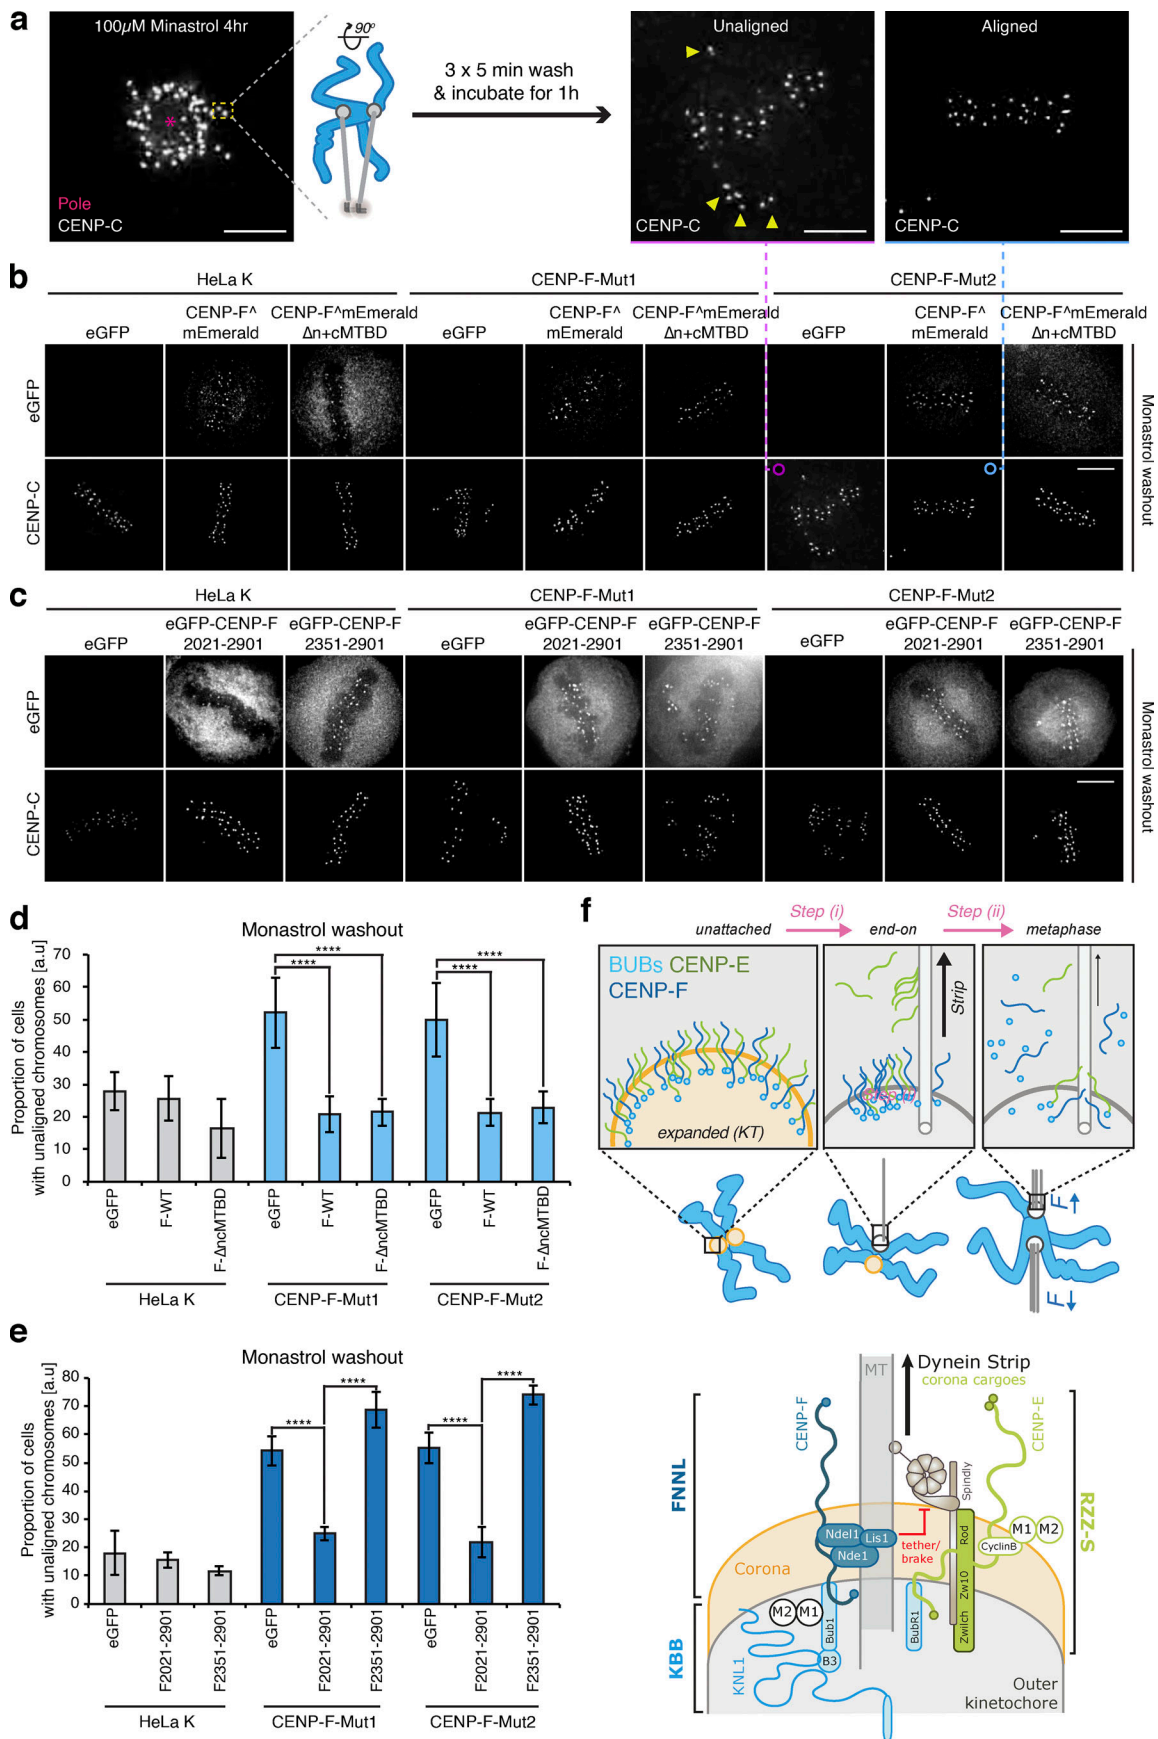 a
100µM Minastrol 4hr
90º
Pole
CENP-C
3 x 5 min wash
& incubate for 1h
Unaligned
CENP-C
Aligned
CENP-C
b
HeLa K
CENP-F-Mut1
CENP-F-Mut2
eGFP
CENP-F^
mEmerald
CENP-F^mEmerald
Δn+cMTBD
eGFP
CENP-F^
mEmerald
CENP-F^mEmerald
Δn+cMTBD
eGFP
CENP-F^
mEmerald
CENP-F^mEmerald
Δn+cMTBD
eGFP
CENP-C
Monastrol washout
c
HeLa K
CENP-F-Mut1
CENP-F-Mut2
eGFP
eGFP-CENP-F
2021-2901
eGFP-CENP-F
2351-2901
eGFP
eGFP-CENP-F
2021-2901
eGFP-CENP-F
2351-2901
eGFP
eGFP-CENP-F
2021-2901
eGFP-CENP-F
2351-2901
eGFP
CENP-C
Monastrol washout
d
Monastrol washout
Proportion of cells
with unaligned chromosomes [a.u]
70
60
50
40
30
20
10
0
****
****
****
****
eGFP
F-WT
F-ΔncMTBD
eGFP
F-WT
F-ΔncMTBD
eGFP
F-WT
F-ΔncMTBD
HeLa K
CENP-F-Mut1
CENP-F-Mut2
e
Monastrol washout
Proportion of cells
with unaligned chromosomes [a.u]
80
70
60
50
40
30
20
10
0
****
****
****
****
eGFP
F2021-2901
F2351-2901
eGFP
F2021-2901
F2351-2901
eGFP
F2021-2901
F2351-2901
HeLa K
CENP-F-Mut1
CENP-F-Mut2
f
unattached
Step (i)
end-on
Step (ii)
metaphase
BUBs CENP-E
CENP-F
expanded (KT)
Strip
F
F
MT
Dynein Strip
corona cargoes
CENP-F
CENP-E
FNNL
KBB
RZZ-S
Spindly
Ndel1
Lis1
Nde1
tether/
brake
Rod
Zw10
Zwilch
CyclinB
M1
M2
Corona
M2
M1
Bub1
B3
BubR1
KNL1
Outer
kinetochore